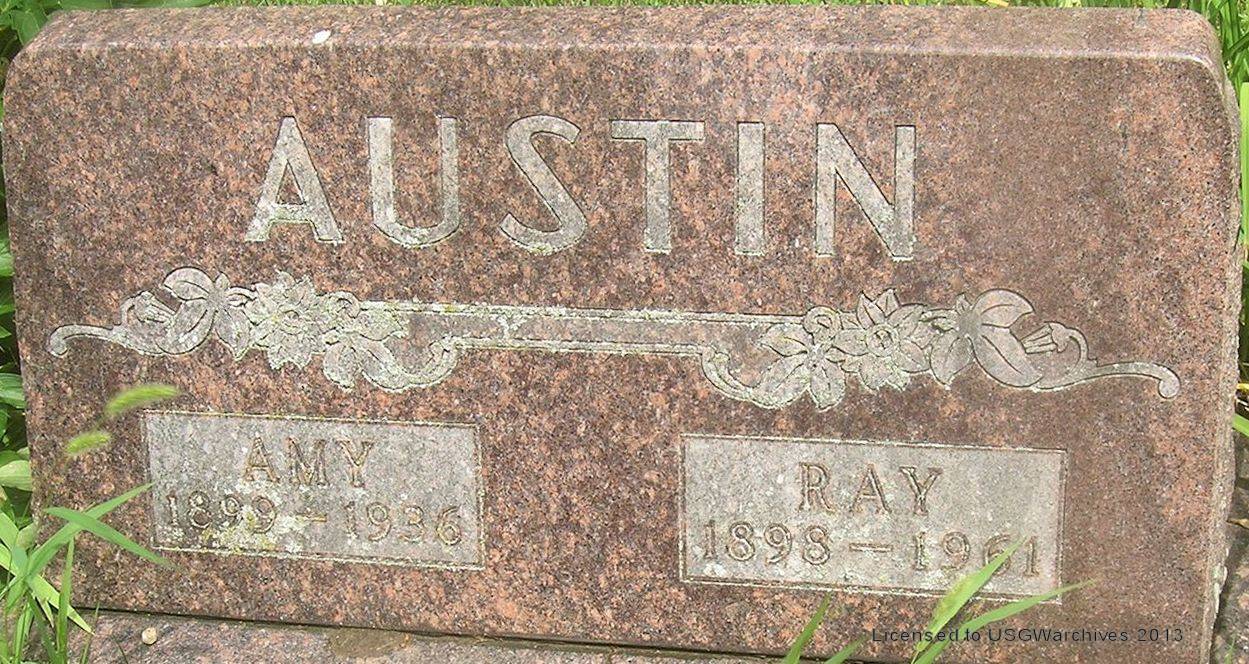 AUSTIN
AMY
1899 - 1936
RAY
1898 - 1961
Licensed to USGWarchives 2013